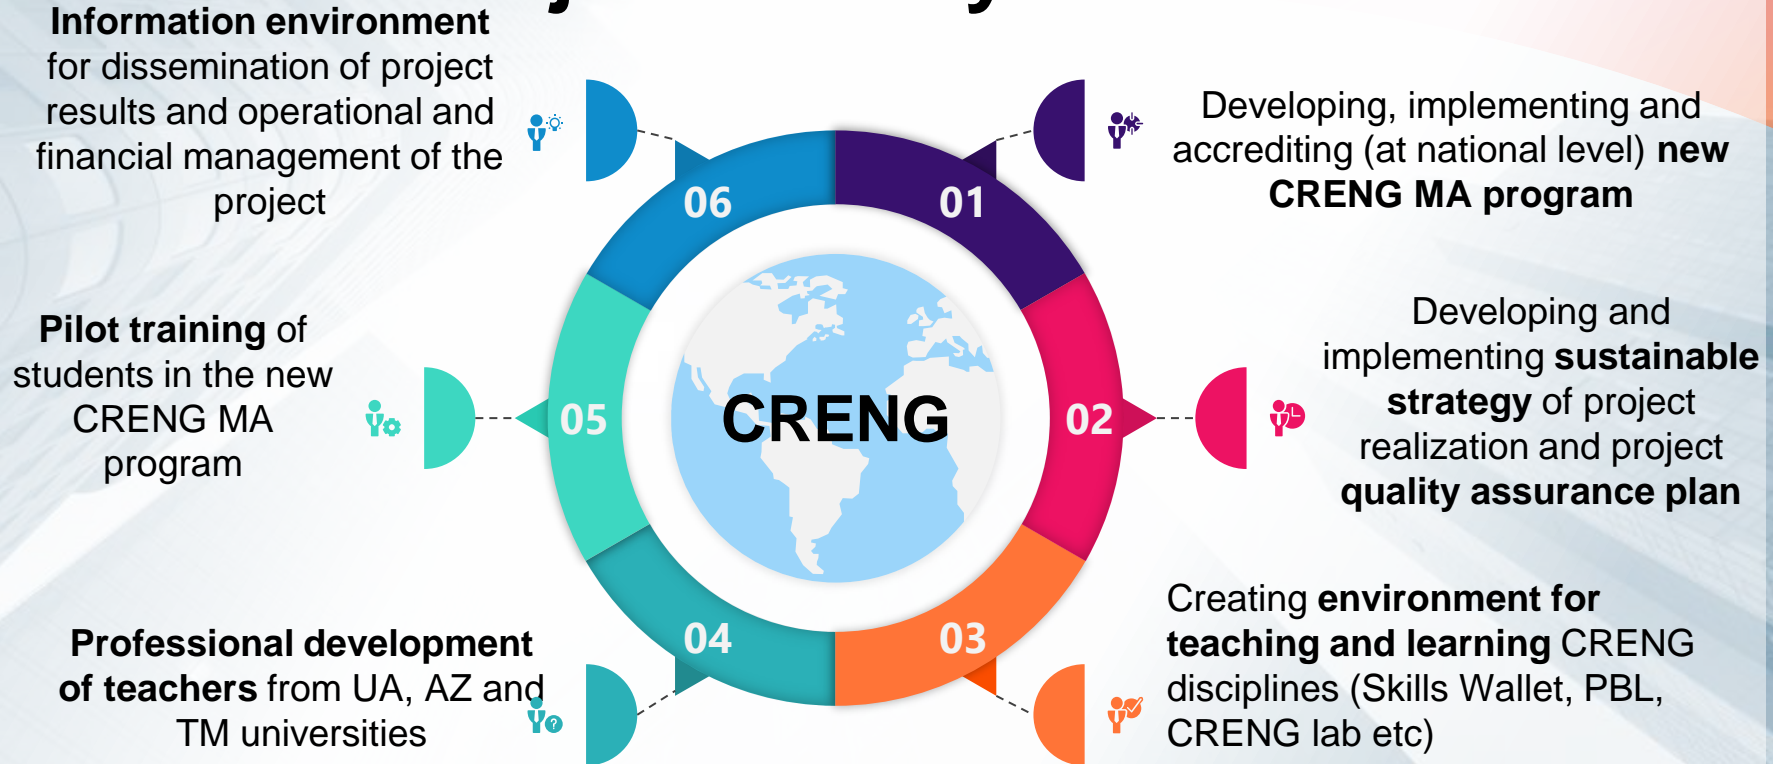 Information environment
for dissemination of project
results and operational and
financial management of the
project
06
01
Developing, implementing and
accrediting (at national level) new
CRENG MA program
Pilot training of
students in the new
CRENG MA
program
05
CRENG
02
Developing and
implementing sustainable
strategy of project
realization and project
quality assurance plan
Professional development
of teachers from UA, AZ and
TM universities
04
03
Creating environment for
teaching and learning CRENG
disciplines (Skills Wallet, PBL,
CRENG lab etc)